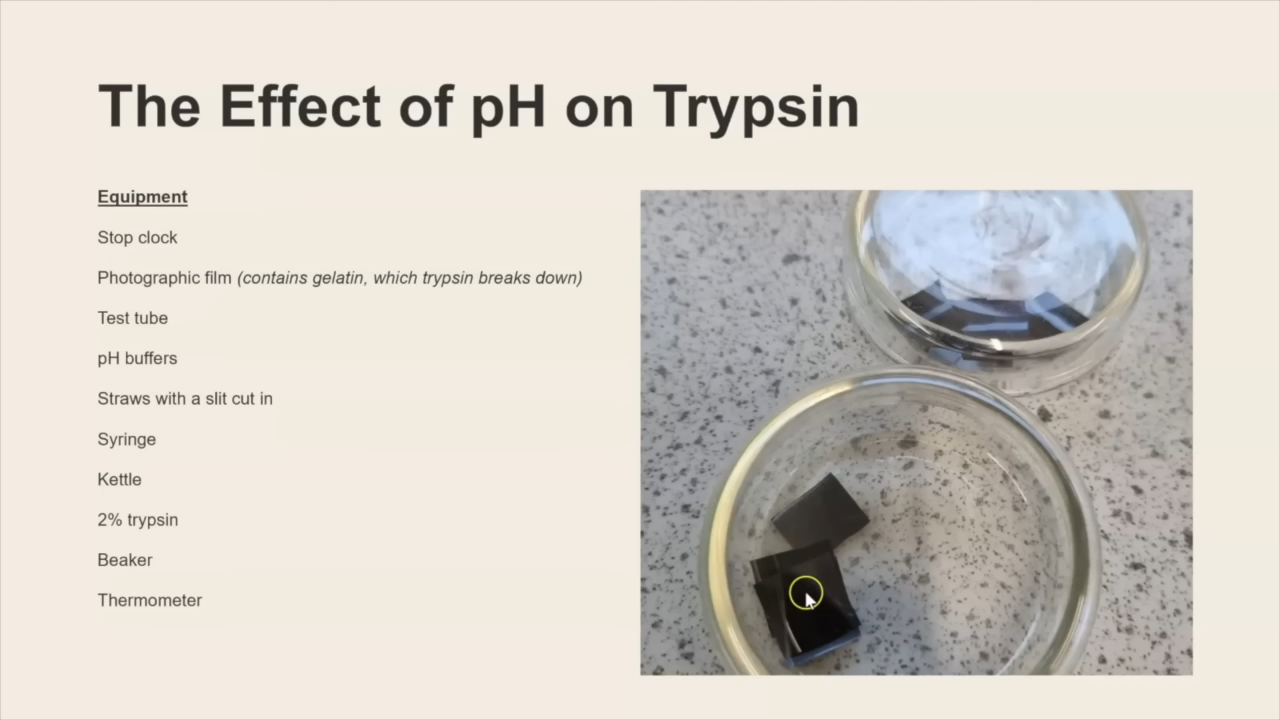 The Effect of pH on Trypsin
Equipment
Stop clock
Photographic film (contains gelatin, which trypsin breaks down)
Test tube
pH buffers
Straws with a slit cut in
Syringe
Kettle
2% trypsin
Beaker
Thermometer